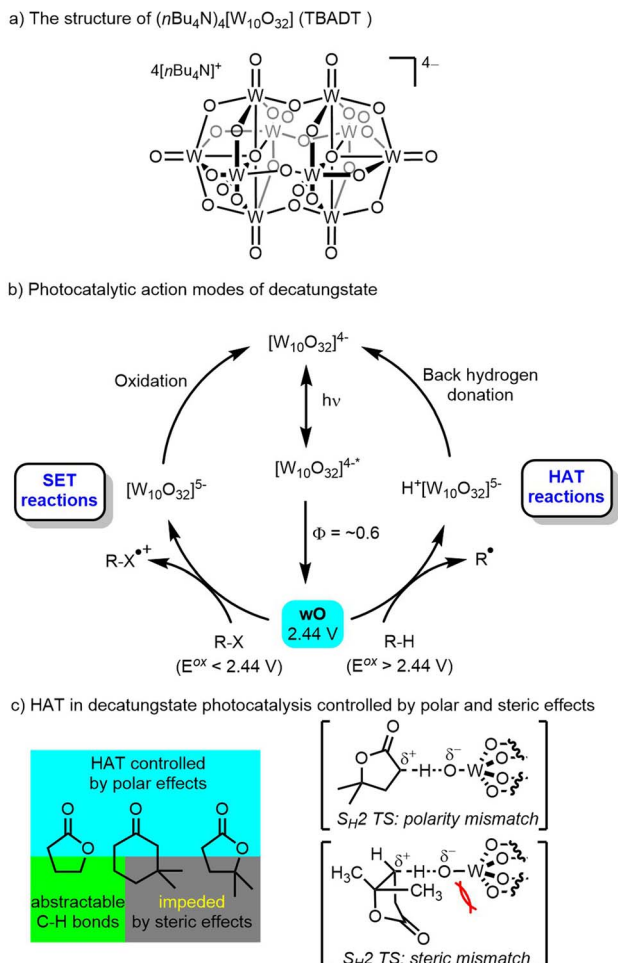 a) The structure of (nBu4N)4[W10O32] (TBADT )
4[nBu4N]+
4–
O O
O O O O
W O W
O O O O
O W W O
O=W O O W=O
O W O W O
O O O O
W O W
O O
b) Photocatalytic action modes of decatungstate
[W10O32]4-
Oxidation
Back hydrogen
donation
hν
SET
reactions
[W10O32]5-
[W10O32]4-*
H+[W10O32]5-
HAT
reactions
Φ = ~0.6
R-X•+
R•
wO
2.44 V
R-X
(Eox < 2.44 V)
R-H
(Eox > 2.44 V)
c) HAT in decatungstate photocatalysis controlled by polar and steric effects
HAT controlled
by polar effects
O O O
O O
abstractable
C-H bonds
impeded
by steric effects
O
O δ+ H O δ– W O O O O
SH2 TS: polarity mismatch
H δ+ H O δ– W O O O O
H3C CH3
O O
SH2 TS: steric mismatch